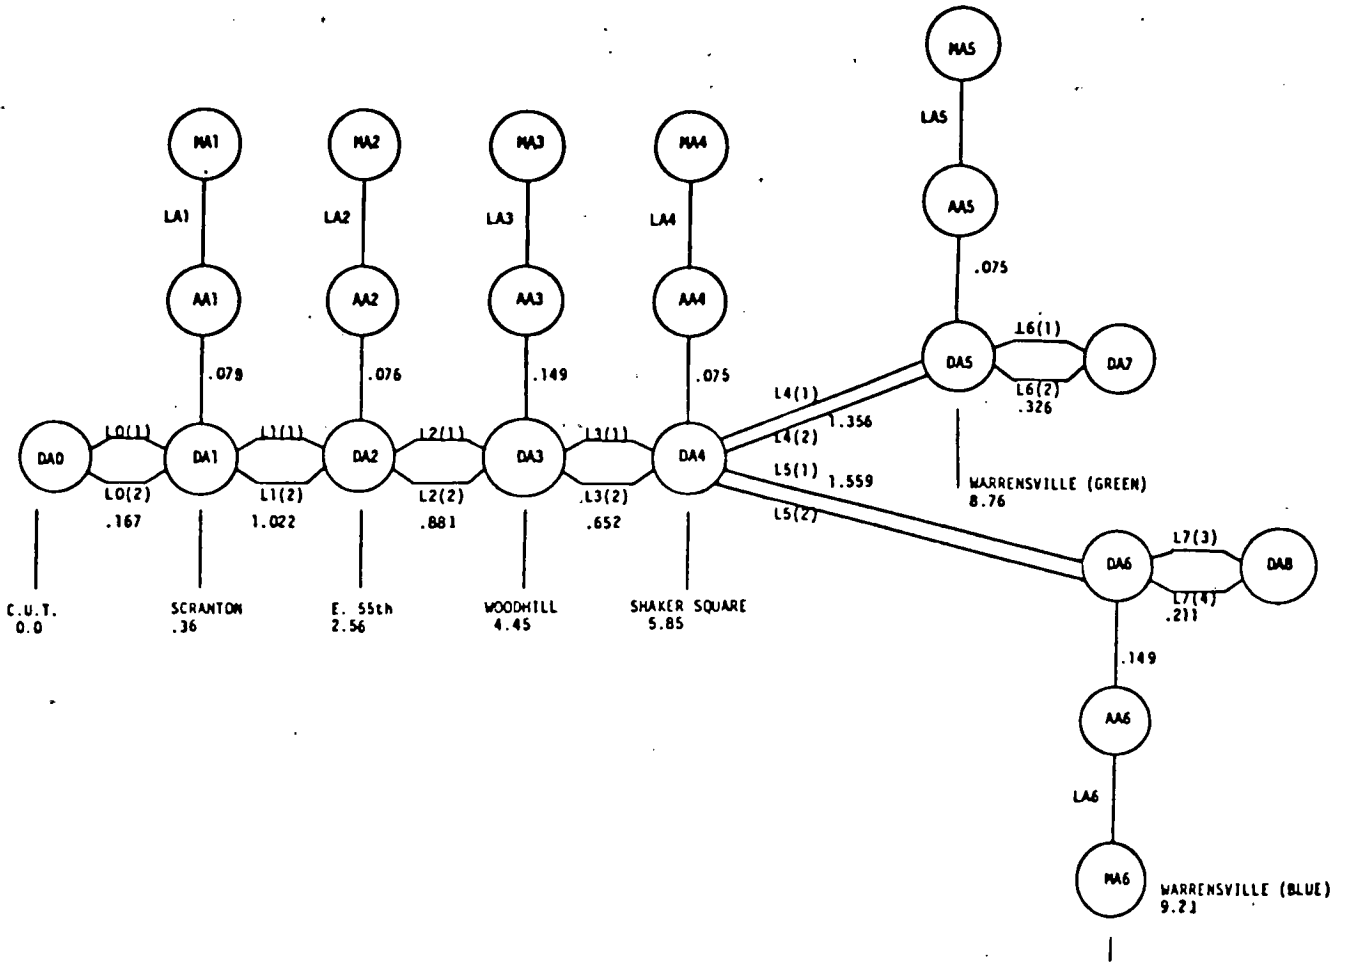 MA5
LA5
MA1
MA2
MA3
MA4
LA1
LA2
LA3
LA4
AA5
.075
AA1
AA2
AA3
AA4
.079
.076
.149
.075
L6(1)
DA5
DA7
L6(2)
.326
L4(1)
1.356
L4(2)
L0(1)
L1(1)
L2(1)
L3(1)
DA0
DA1
DA2
DA3
DA4
L0(2)
L1(2)
L2(2)
L3(2)
.167
1.022
.881
.652
L5(1)
1.559
L5(2)
WARRENSVILLE (GREEN)
8.76
L7(3)
DA6
DA8
L7(4)
.211
C.U.T.
0.0
SCRANTON
.36
E. 55th
2.56
WOODHILL
4.45
SHAKER SQUARE
5.85
.149
AA6
LA6
MA6
WARRENSVILLE (BLUE)
9.21